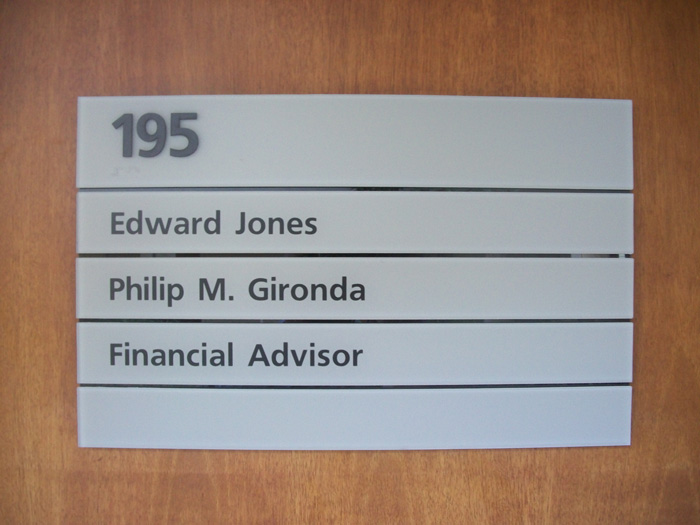 195
Edward Jones
Philip M. Gironda
Financial Advisor